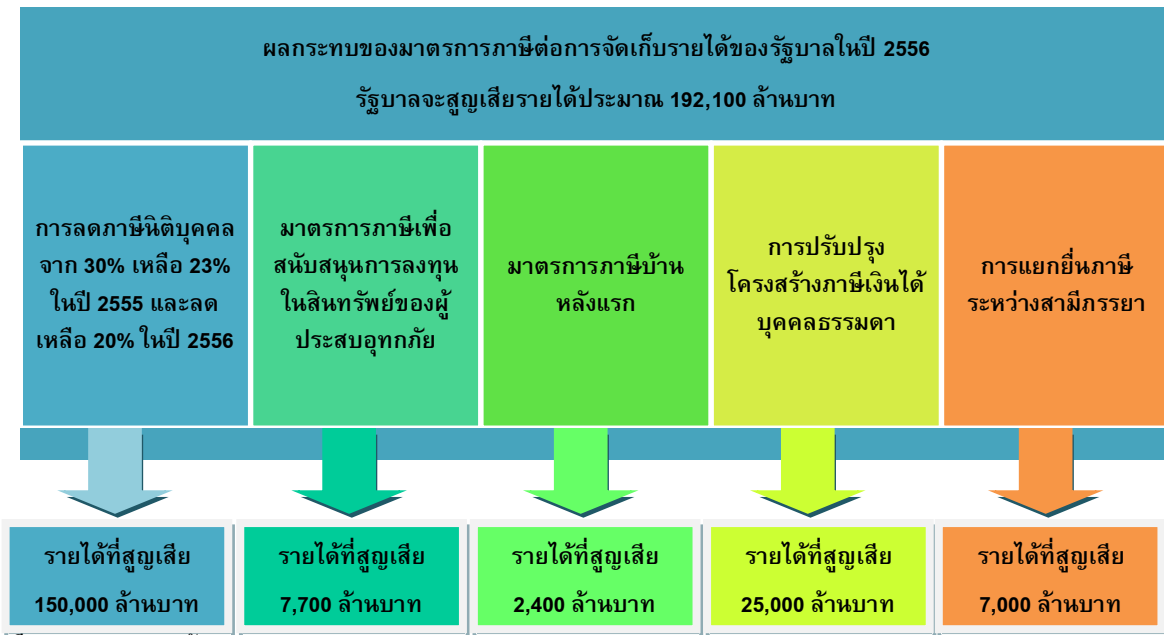 ผลกระทบของมาตรการภาษีต่อการจัดเก็บรายได้ของรัฐบาลในปี 2556
รัฐบาลจะสูญเสียรายได้ประมาณ 192,100 ล้านบาท
การลดภาษีนิติบุคคล
จาก 30% เหลือ 23%
ในปี 2555 และลด
เหลือ 20% ในปี 2556
มาตรการภาษีเพื่อ
สนับสนุนการลงทุน
ในสินทรัพย์ของผู้
ประสบอุทกภัย
มาตรการภาษีบ้าน
หลังแรก
การปรับปรุง
โครงสร้างภาษีเงินได้
บุคคลธรรมดา
การแยกยื่นภาษี
ระหว่างสามีภรรยา
รายได้ที่สูญเสีย
150,000 ล้านบาท
รายได้ที่สูญเสีย
7,700 ล้านบาท
รายได้ที่สูญเสีย
2,400 ล้านบาท
รายได้ที่สูญเสีย
25,000 ล้านบาท
รายได้ที่สูญเสีย
7,000 ล้านบาท